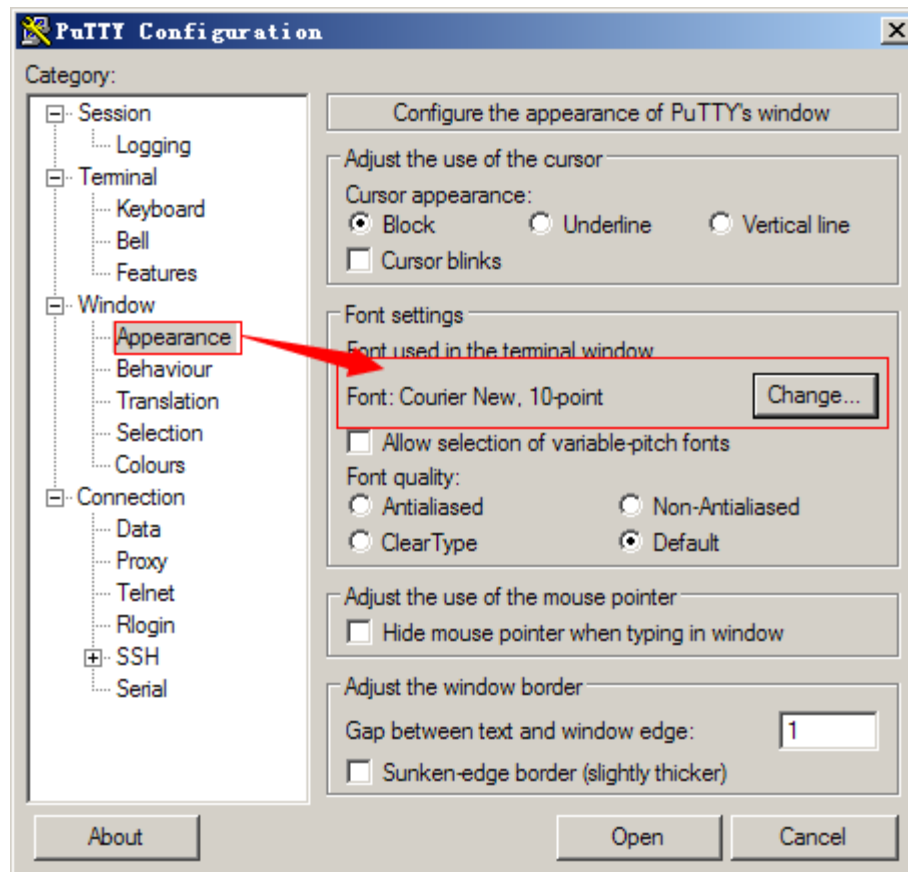 PuTTY Configuration
Category:
Session
Logging
Terminal
Keyboard
Bell
Features
Window
Appearance
Behaviour
Translation
Selection
Colours
Connection
Data
Proxy
Telnet
Rlogin
SSH
Serial
Configure the appearance of PuTTY's window
Adjust the use of the cursor
Cursor appearance:
Block Underline Vertical line
Cursor blinks
Font settings
Font used in the terminal window
Font: Courier New, 10-point Change...
Allow selection of variable-pitch fonts
Font quality:
Antialiased Non-Antialiased
ClearType Default
Adjust the use of the mouse pointer
Hide mouse pointer when typing in window
Adjust the window border
Gap between text and window edge: 1
Sunken-edge border (slightly thicker)
About Open Cancel